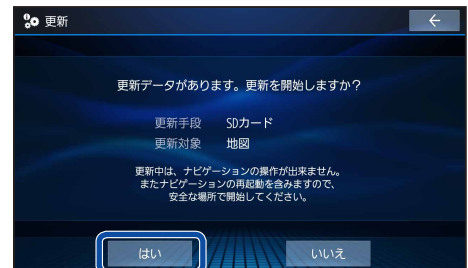 更新
更新データがあります。更新を開始しますか？
更新手段 SDカード
更新対象 地図
更新中は、ナビゲーションの操作が出来ません。
またナビゲーションの再起動を含みますので、
安全な場所で開始してください。
はい いいえ